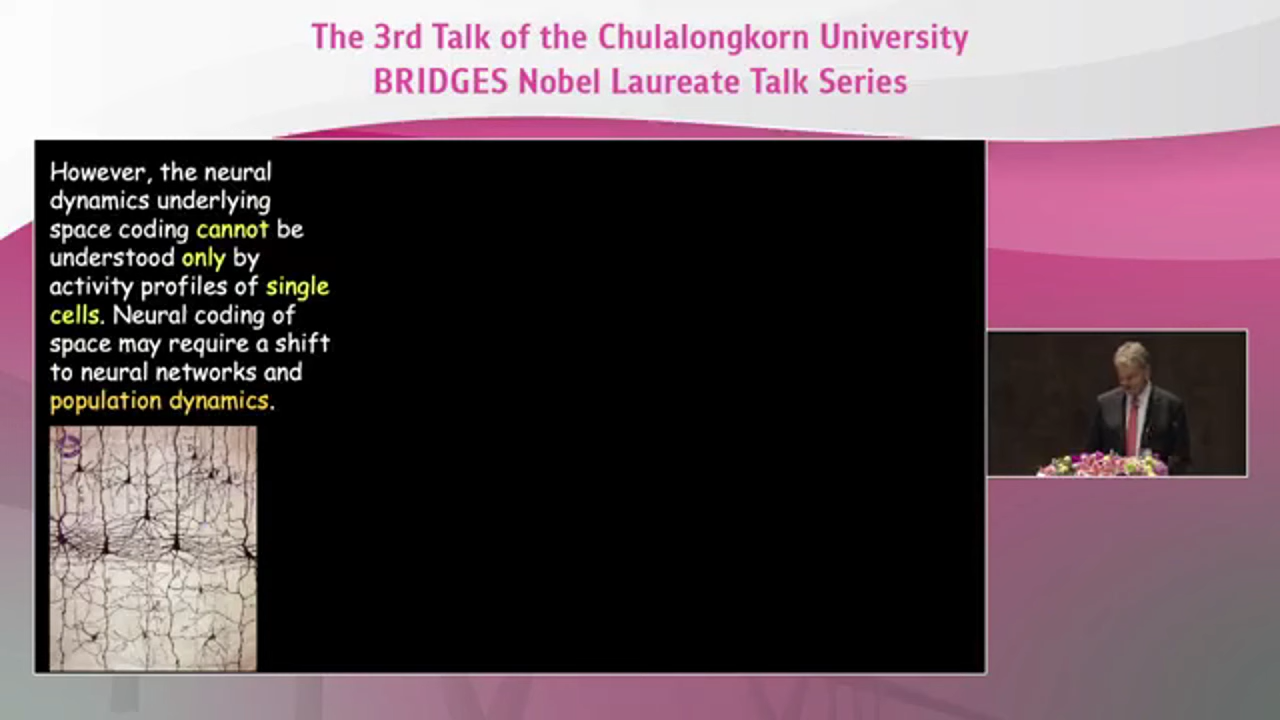 The 3rd Talk of the Chulalongkorn University
BRIDGES Nobel Laureate Talk Series
However, the neural
dynamics underlying
space coding cannot be
understood only by
activity profiles of single
cells. Neural coding of
space may require a shift
to neural networks and
population dynamics.